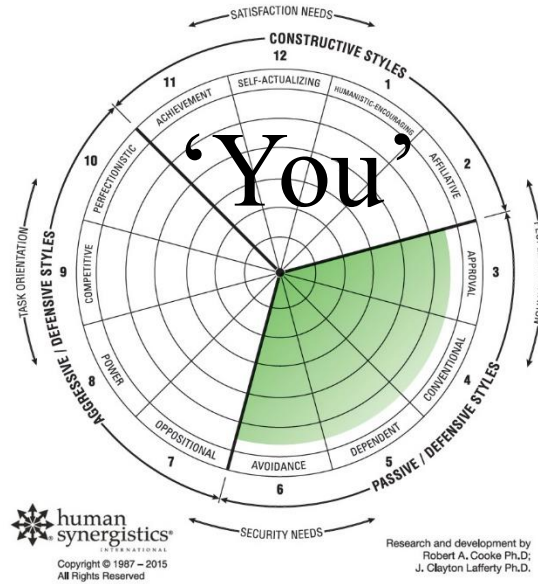 SATISFACTION NEEDS
CONSTRUCTIVE STYLES
12
11
1
SELF-ACTUALIZING
ACHIEVEMENT
HUMANISTIC-ENCOURAGING
‘You’
10
2
PERFECTIONISTIC
AFFILIATIVE
TASK ORIENTATION
9
COMPETITIVE
APPROVAL
3
AGGRESSIVE / DEFENSIVE STYLES
8
POWER
CONVENTIONAL
4
OPPOSITIONAL
DEPENDENT
7
AVOIDANCE
5
PASSIVE / DEFENSIVE STYLES
6
SECURITY NEEDS
human
synergistics®
INTERNATIONAL
Copyright © 1987 – 2015
All Rights Reserved
Research and development by
Robert A. Cooke Ph.D;
J. Clayton Lafferty Ph.D.